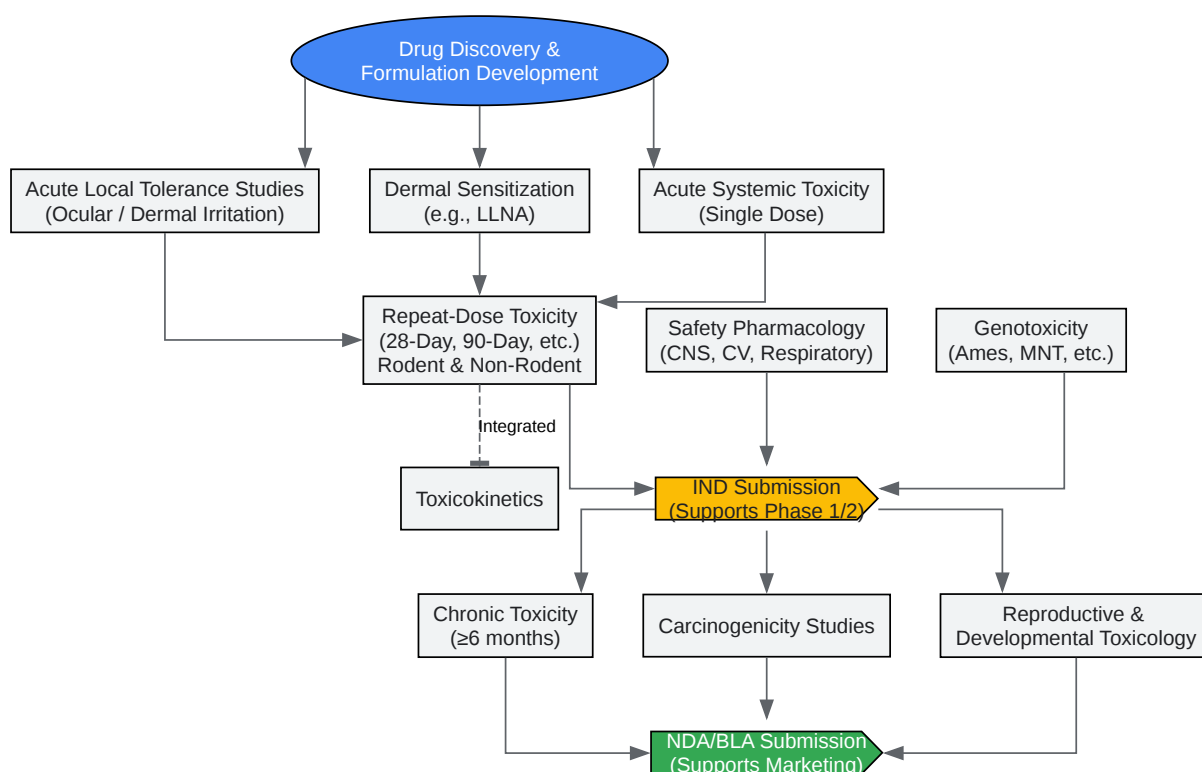 Drug Discovery &
Formulation Development
Acute Local Tolerance Studies
(Ocular / Dermal Irritation)
Dermal Sensitization
(e.g., LLNA)
Acute Systemic Toxicity
(Single Dose)
Repeat-Dose Toxicity
(28-Day, 90-Day, etc.)
Rodent & Non-Rodent
Safety Pharmacology
(CNS, CV, Respiratory)
Genotoxicity
(Ames, MNT, etc.)
Integrated
Toxicokinetics
IND Submission
(Supports Phase 1/2)
Chronic Toxicity
(≥6 months)
Carcinogenicity Studies
Reproductive &
Developmental Toxicology
NDA/BLA Submission
(Supports Marketing)